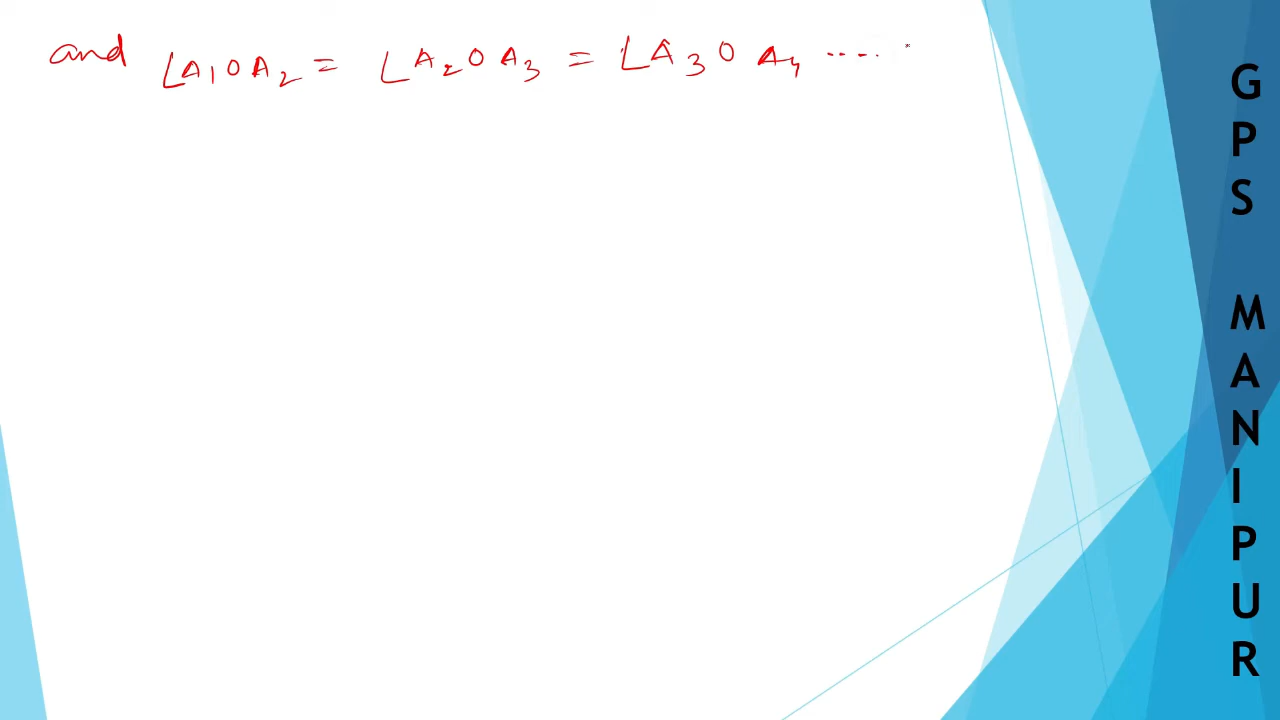 and ∠A₁OA₂ = ∠A₂OA₃ = ∠A₃OA₄ .....
GPS MANIPUR